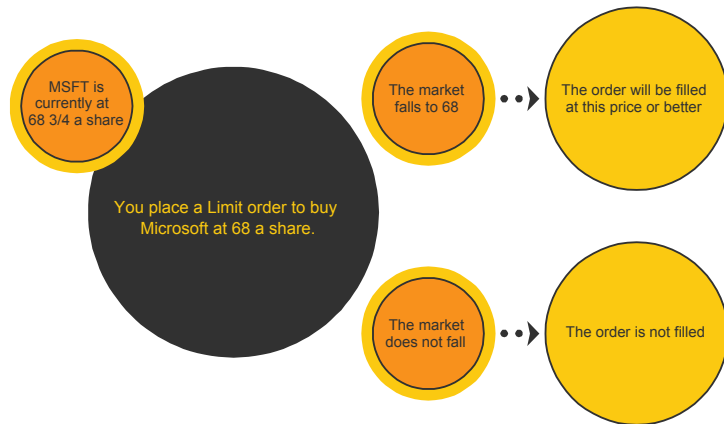 MSFT is
currently at
68 3/4 a share
You place a Limit order to buy
Microsoft at 68 a share.
The market
falls to 68
The order will be filled
at this price or better
The market
does not fall
The order is not filled